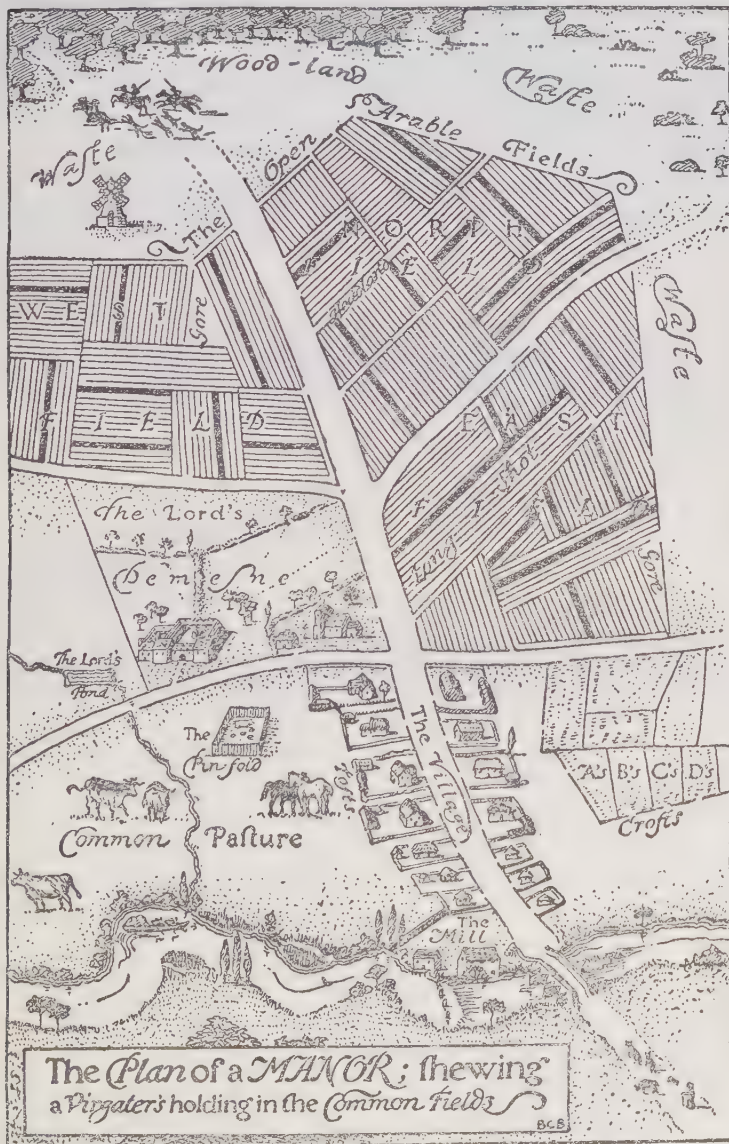 Wood-land
Waste
Waste
The Open Arable Fields
NORTH
FIELD
Headland
Waste
WEST
Gore
FIELD
EAST
FIELD
Land Shot
Gore
The Lord's
Demesne
The Lord's
Pond
The
Pinfold
The Village
Tofts
A's B's C's D's
Crofts
Common Pasture
The
Mill
The Plan of a MANOR; shewing
a Virgater's holding in the Common Fields
BCB